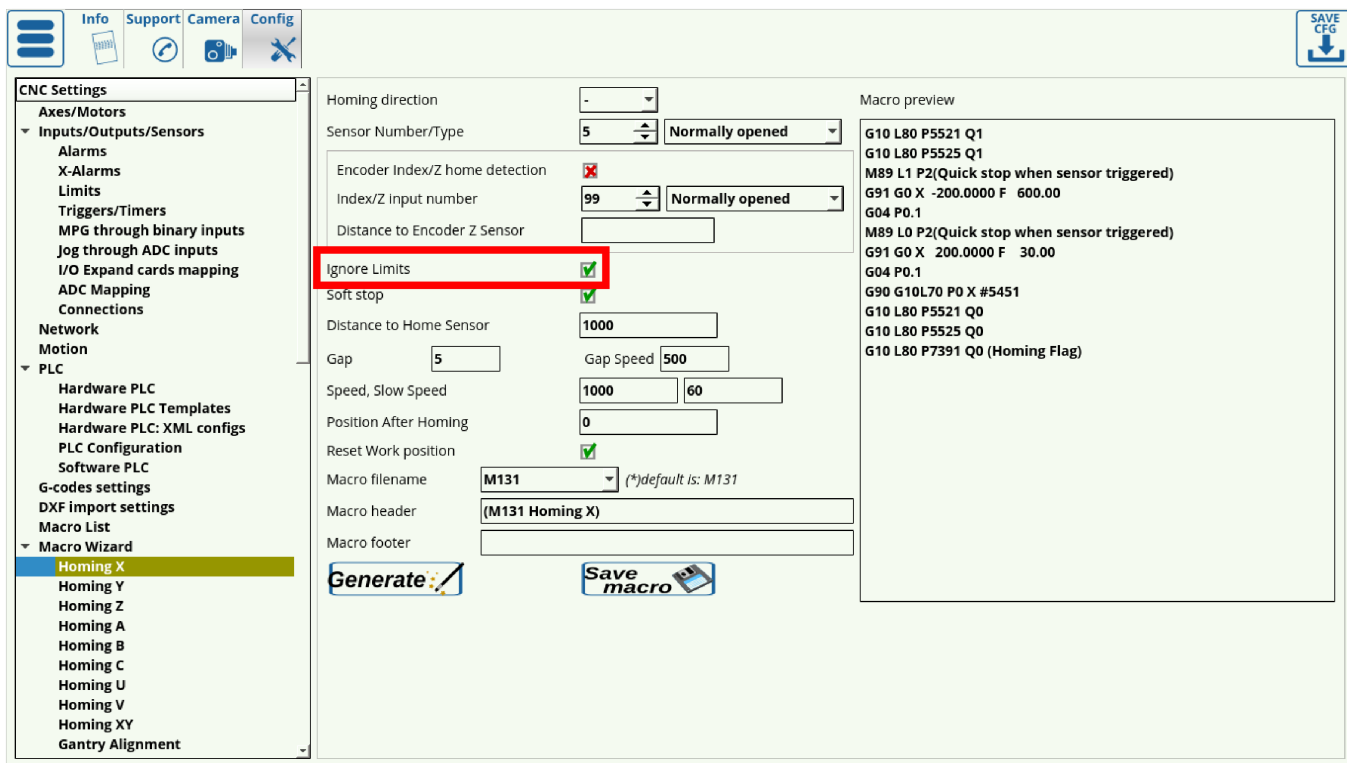 Info Support Camera Config
SAVE
CFG
CNC Settings
Axes/Motors
Inputs/Outputs/Sensors
Alarms
X-Alarms
Limits
Triggers/Timers
MPG through binary inputs
Jog through ADC inputs
I/O Expand cards mapping
ADC Mapping
Connections
Network
Motion
PLC
Hardware PLC
Hardware PLC Templates
Hardware PLC: XML configs
PLC Configuration
Software PLC
G-codes settings
DXF import settings
Macro List
Macro Wizard
Homing X
Homing Y
Homing Z
Homing A
Homing B
Homing C
Homing U
Homing V
Homing XY
Gantry Alignment
Homing direction -
Sensor Number/Type 5 Normally opened
Encoder Index/Z home detection
Index/Z input number 99 Normally opened
Distance to Encoder Z Sensor
Ignore Limits
Soft stop
Distance to Home Sensor 1000
Gap 5 Gap Speed 500
Speed, Slow Speed 1000 60
Position After Homing 0
Reset Work position
Macro filename M131 (*)default is: M131
Macro header (M131 Homing X)
Macro footer
Generate Save macro
Macro preview
G10 L80 P5521 Q1
G10 L80 P5525 Q1
M89 L1 P2(Quick stop when sensor triggered)
G91 G0 X -200.0000 F 600.00
G04 P0.1
M89 L0 P2(Quick stop when sensor triggered)
G91 G0 X 200.0000 F 30.00
G04 P0.1
G90 G10L70 P0 X #5451
G10 L80 P5521 Q0
G10 L80 P5525 Q0
G10 L80 P7391 Q0 (Homing Flag)